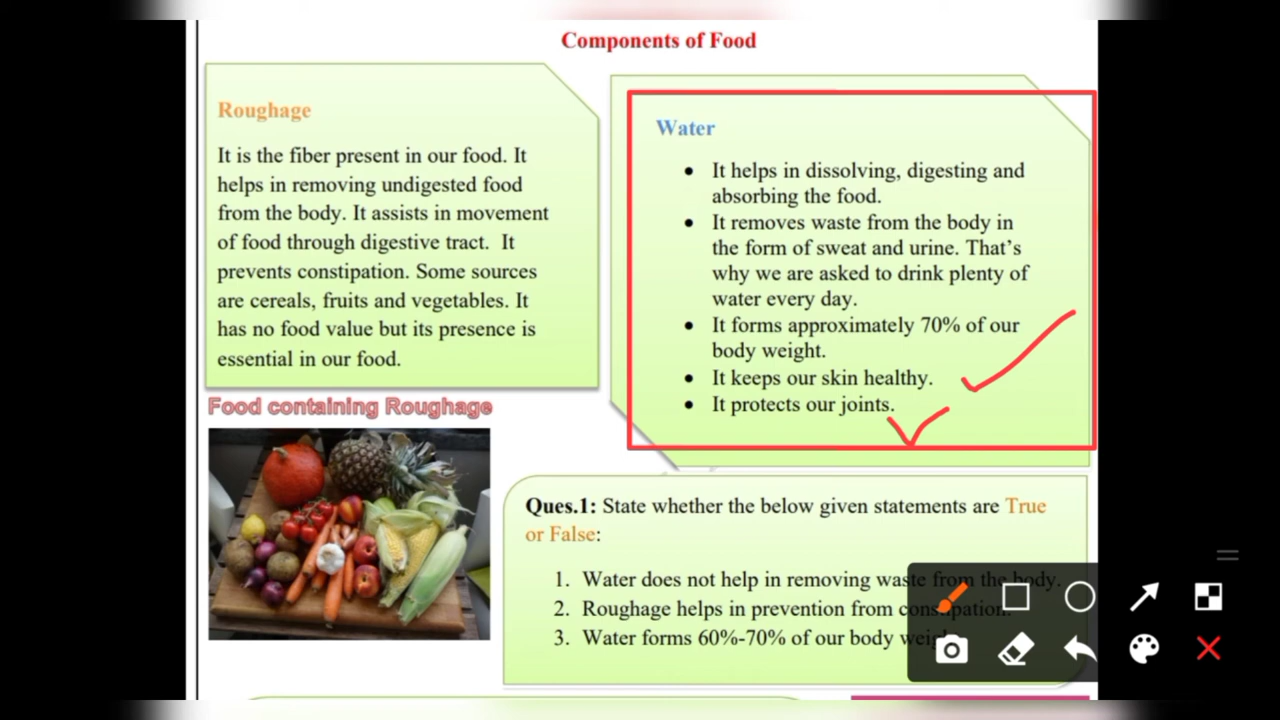 Components of Food
Roughage
It is the fiber present in our food. It
helps in removing undigested food
from the body. It assists in movement
of food through digestive tract. It
prevents constipation. Some sources
are cereals, fruits and vegetables. It
has no food value but its presence is
essential in our food.
Water
• It helps in dissolving, digesting and
absorbing the food.
• It removes waste from the body in
the form of sweat and urine. That's
why we are asked to drink plenty of
water every day.
• It forms approximately 70% of our
body weight.
• It keeps our skin healthy.
• It protects our joints.
Food containing Roughage
Ques.1: State whether the below given statements are True
or False:
1. Water does not help in removing waste from the body.
2. Roughage helps in prevention from constipation.
3. Water forms 60%-70% of our body